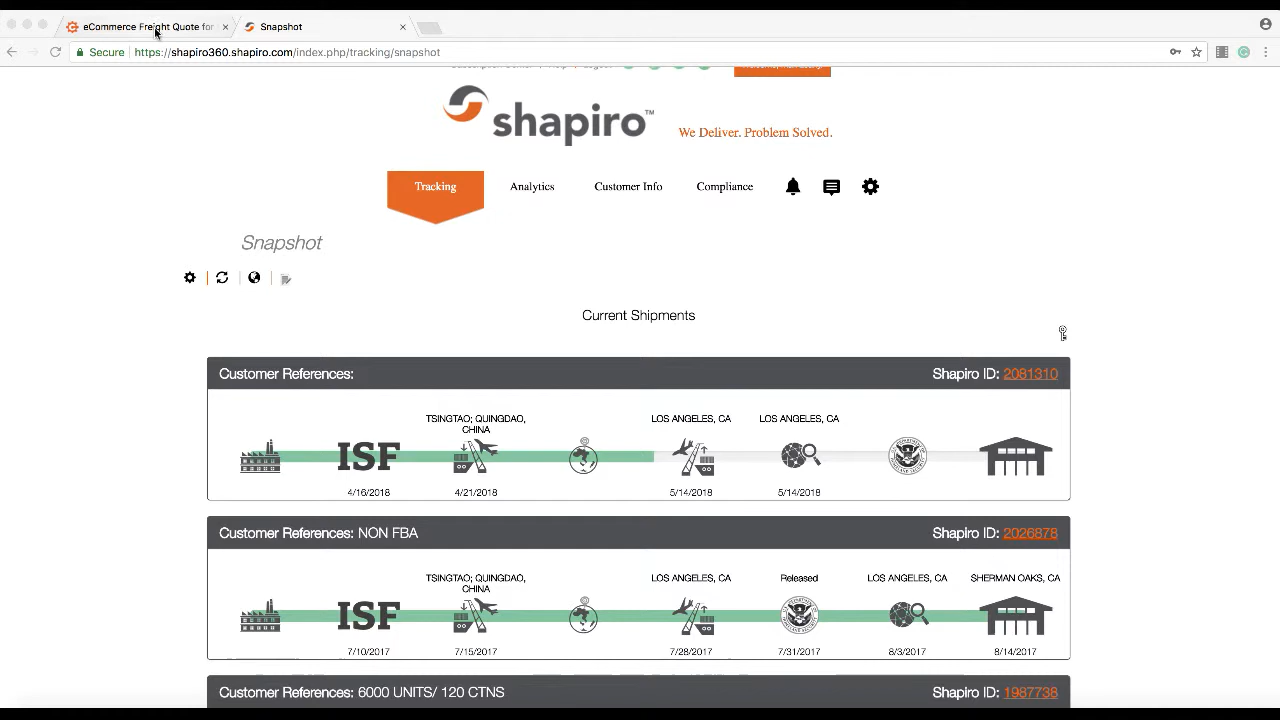 eCommerce Freight Quote for
Snapshot
Secure
https://shapiro360.shapiro.com/index.php/tracking/snapshot
shapiro™
We Deliver. Problem Solved.
Tracking
Analytics
Customer Info
Compliance
Snapshot
Current Shipments
Customer References:
Shapiro ID: 2081310
TSINGTAO; QUINGDAO,
CHINA
LOS ANGELES, CA
LOS ANGELES, CA
ISF
4/16/2018
4/21/2018
5/14/2018
5/14/2018
Customer References: NON FBA
Shapiro ID: 2026878
TSINGTAO; QUINGDAO,
CHINA
LOS ANGELES, CA
Released
LOS ANGELES, CA
SHERMAN OAKS, CA
ISF
7/10/2017
7/15/2017
7/28/2017
7/31/2017
8/3/2017
8/14/2017
Customer References: 6000 UNITS/ 120 CTNS
Shapiro ID: 1987738